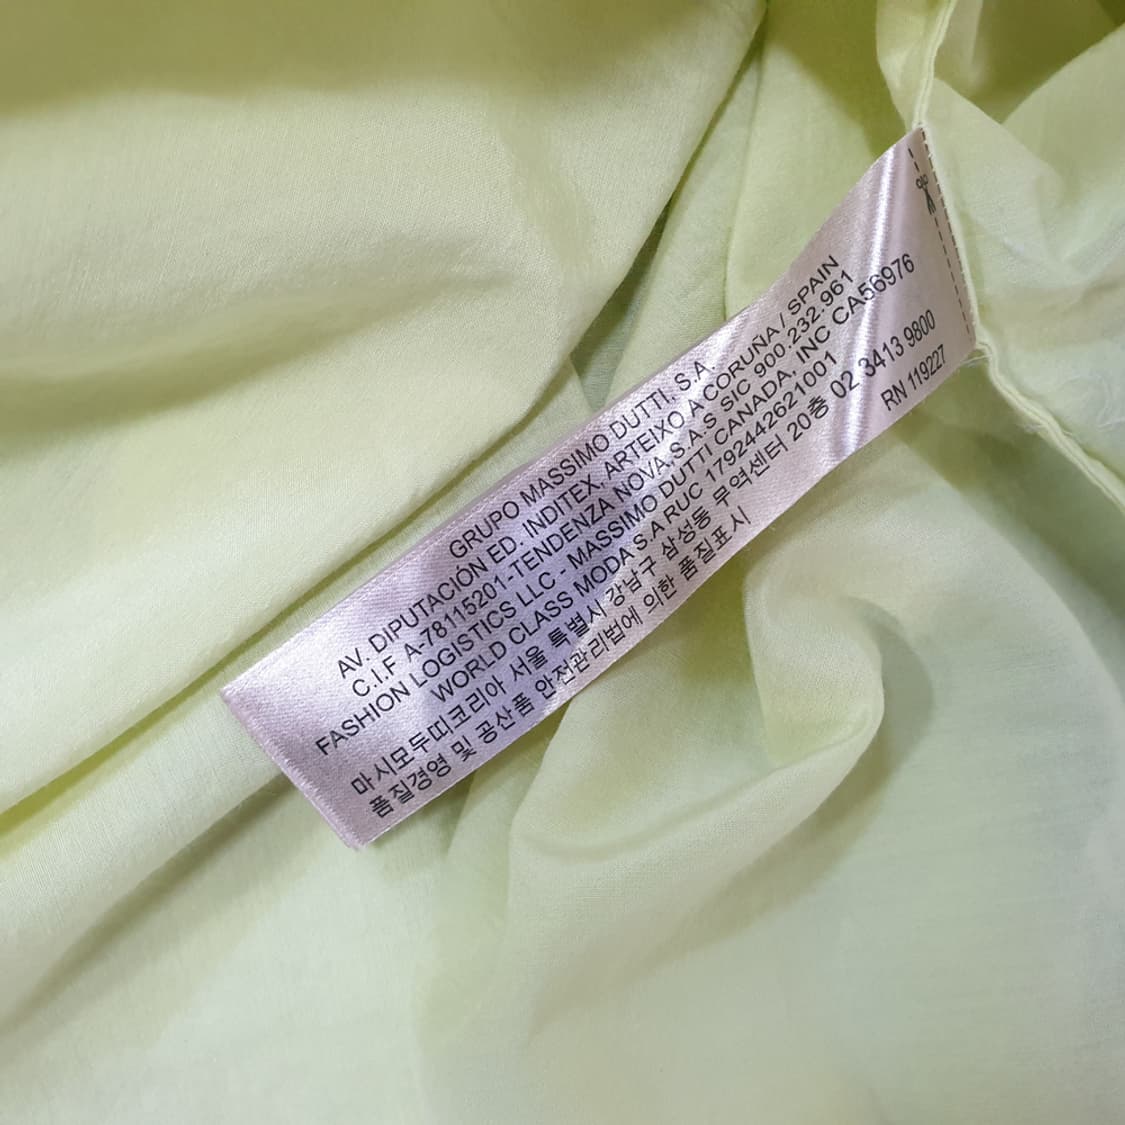 GRUPO MASSIMO DUTTI, S.A.
AV. DIPUTACION ED. INDITEX, ARTEIXO A CORUÑA / SPAIN
C.I.F A-78115201-TENDENZA NOVA,S.A.S SIC 900.232.961
FASHION LOGISTICS LLC - MASSIMO DUTTI CANADA, INC CA56976
WORLD CLASS MODA S A RUC 1792442621001
마시모두띠코리아 서울 특별시 강남구 삼성동 무역센터 20층 02 3413 9800
품질경영 및 공산품 안전관리법에 의한 품질표시
RN 119227